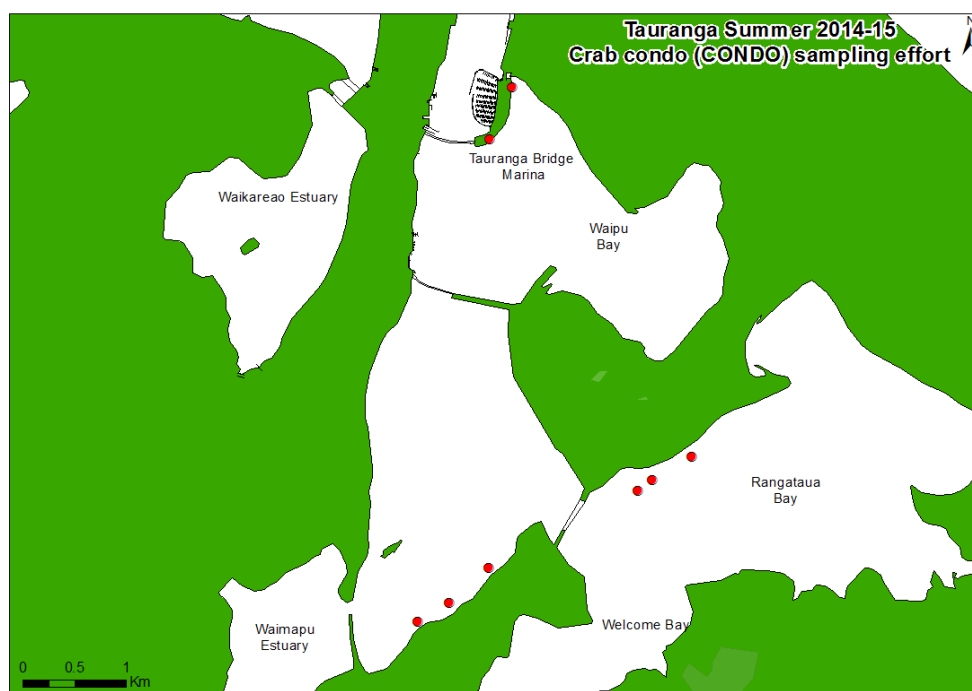 Tauranga Summer 2014-15
Crab condo (CONDO) sampling effort
N
Tauranga Bridge
Marina
Waikareao Estuary
Waipu
Bay
Rangataua
Bay
Waimapu
Estuary
Welcome Bay
0 0.5 1
Km